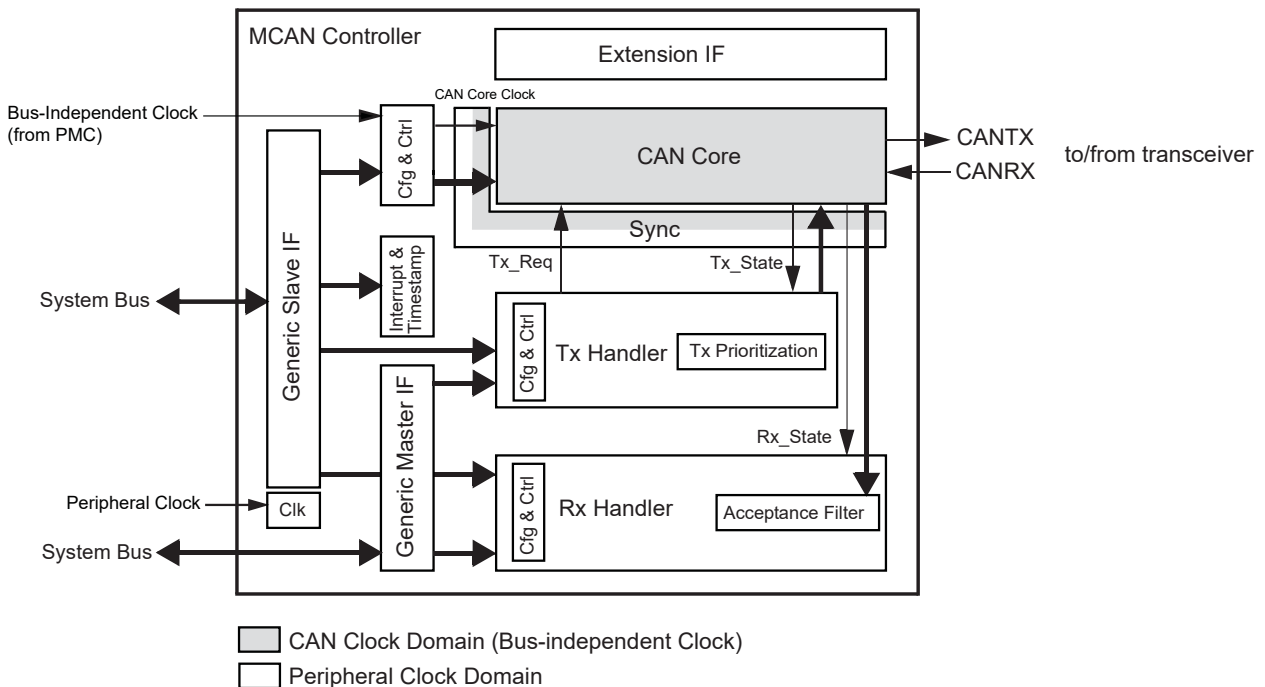 MCAN Controller
Extension IF
CAN Core Clock
Bus-Independent Clock
(from PMC)
Cfg & Ctrl
CAN Core
CANTX
CANRX
to/from transceiver
Sync
Tx_Req
Tx_State
Generic Slave IF
Interrupt &
Timestamp
System Bus
Cfg & Ctrl
Tx Handler
Tx Prioritization
Generic Master IF
Rx_State
Peripheral Clock
Clk
Cfg & Ctrl
Rx Handler
Acceptance Filter
System Bus
CAN Clock Domain (Bus-independent Clock)
Peripheral Clock Domain